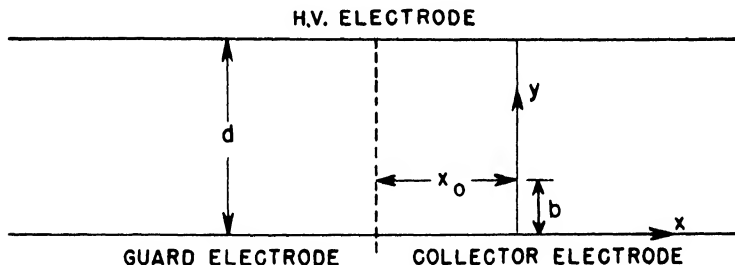 H.V. ELECTRODE
y
d
x₀
b
x
GUARD ELECTRODE COLLECTOR ELECTRODE